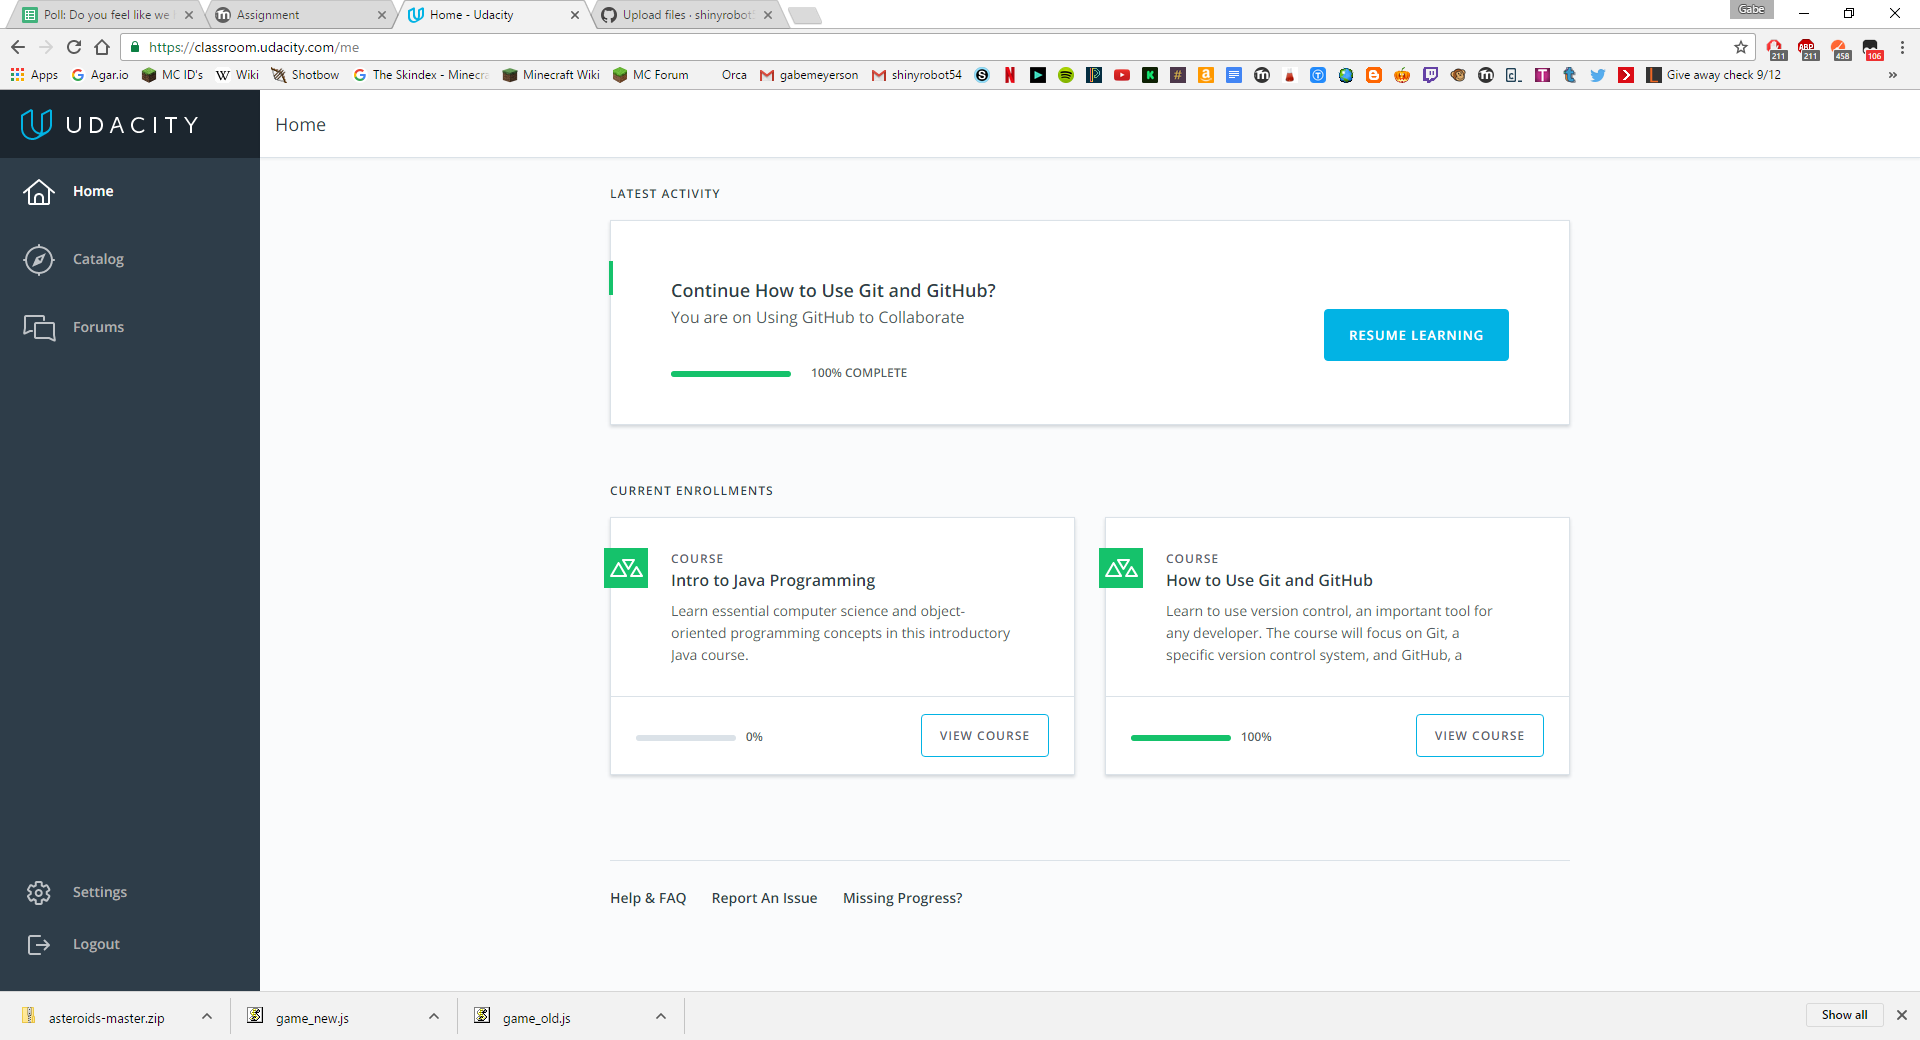 Poll: Do you feel like we
Assignment
Home - Udacity
Upload files · shinyrobot
Gabe
https://classroom.udacity.com/me
211
ABP
211
458
106
Apps
Agar.io
MC ID's
Wiki
Shotbow
The Skindex - Minecra
Minecraft Wiki
MC Forum
Orca
gabemeyerson
shinyrobot54
Give away check 9/12
»
UDACITY
Home
Home
Catalog
Forums
Settings
Logout
LATEST ACTIVITY
Continue How to Use Git and GitHub?
You are on Using GitHub to Collaborate
100% COMPLETE
RESUME LEARNING
CURRENT ENROLLMENTS
COURSE
Intro to Java Programming
Learn essential computer science and object-
oriented programming concepts in this introductory
Java course.
0%
VIEW COURSE
COURSE
How to Use Git and GitHub
Learn to use version control, an important tool for
any developer. The course will focus on Git, a
specific version control system, and GitHub, a
100%
VIEW COURSE
Help & FAQ
Report An Issue
Missing Progress?
asteroids-master.zip
game_new.js
game_old.js
Show all